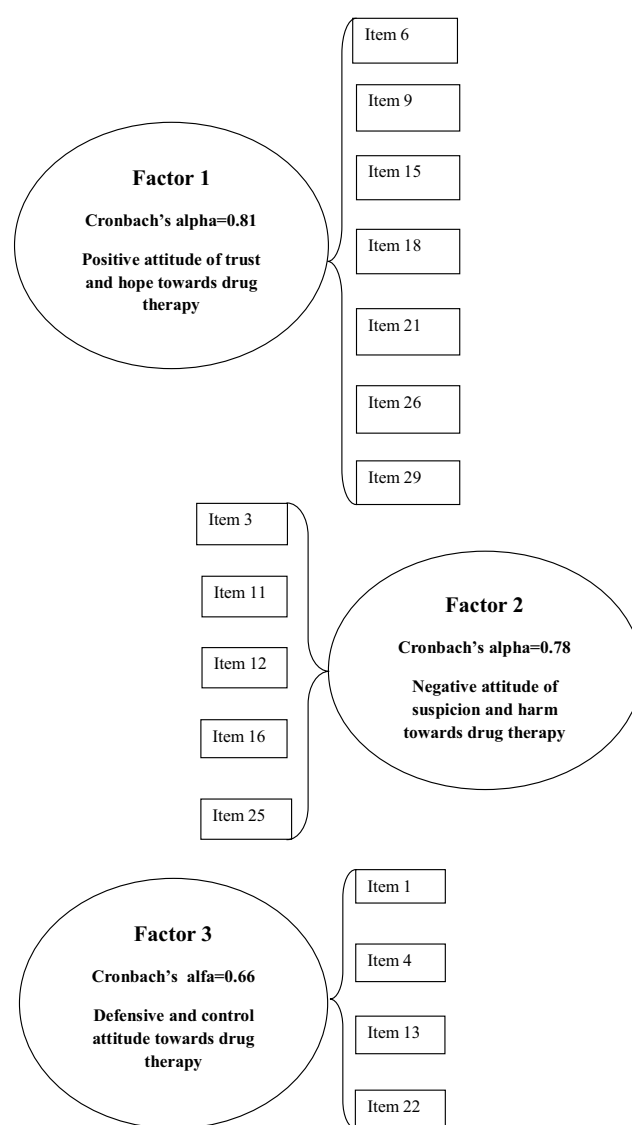 Item 6
Item 9
Item 15
Item 18
Item 21
Item 26
Item 29
Factor 1
Cronbach’s alpha=0.81
Positive attitude of trust
and hope towards drug
therapy
Item 3
Item 11
Item 12
Item 16
Item 25
Factor 2
Cronbach’s alpha=0.78
Negative attitude of
suspicion and harm
towards drug therapy
Factor 3
Cronbach’s alfa=0.66
Defensive and control
attitude towards drug
therapy
Item 1
Item 4
Item 13
Item 22